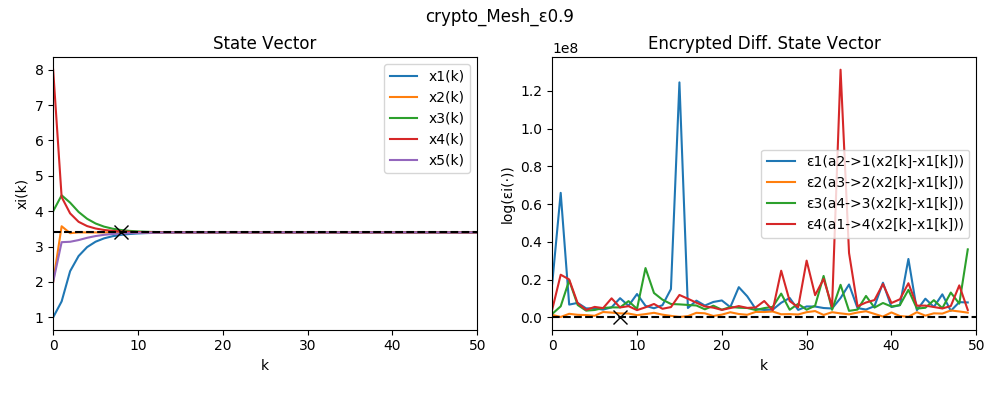 crypto_Mesh_ε0.9
State Vector
xi(k)
8
7
6
5
4
3
2
1
0 10 20 30 40 50
k
x1(k)
x2(k)
x3(k)
x4(k)
x5(k)
Encrypted Diff. State Vector
1e8
log(εi(·))
1.2
1.0
0.8
0.6
0.4
0.2
0.0
0 10 20 30 40 50
k
ε1(a2->1(x2[k]-x1[k]))
ε2(a3->2(x2[k]-x1[k]))
ε3(a4->3(x2[k]-x1[k]))
ε4(a1->4(x2[k]-x1[k]))